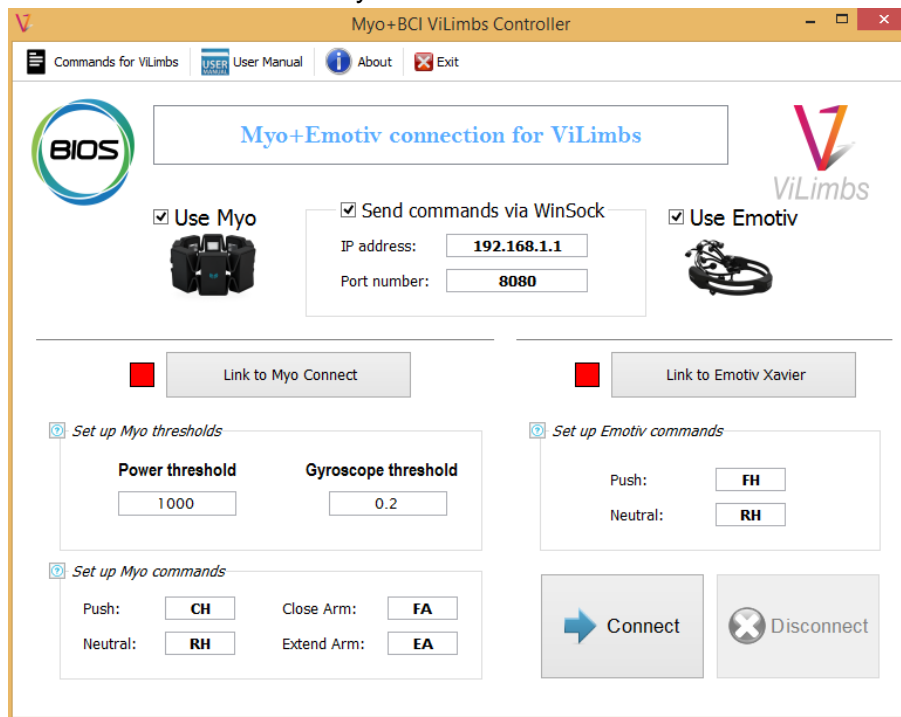 Myo+BCI ViLimbs Controller
Commands for ViLimbs USER MANUAL User Manual i About Exit
BIOS
Myo+Emotiv connection for ViLimbs
ViLimbs
Use Myo
Send commands via WinSock
Use Emotiv
IP address: 192.168.1.1
Port number: 8080
Link to Myo Connect
Link to Emotiv Xavier
? Set up Myo thresholds
? Set up Emotiv commands
Power threshold Gyroscope threshold
1000 0.2
Push: FH
Neutral: RH
? Set up Myo commands
Push: CH Close Arm: FA
Neutral: RH Extend Arm: EA
Connect
Disconnect